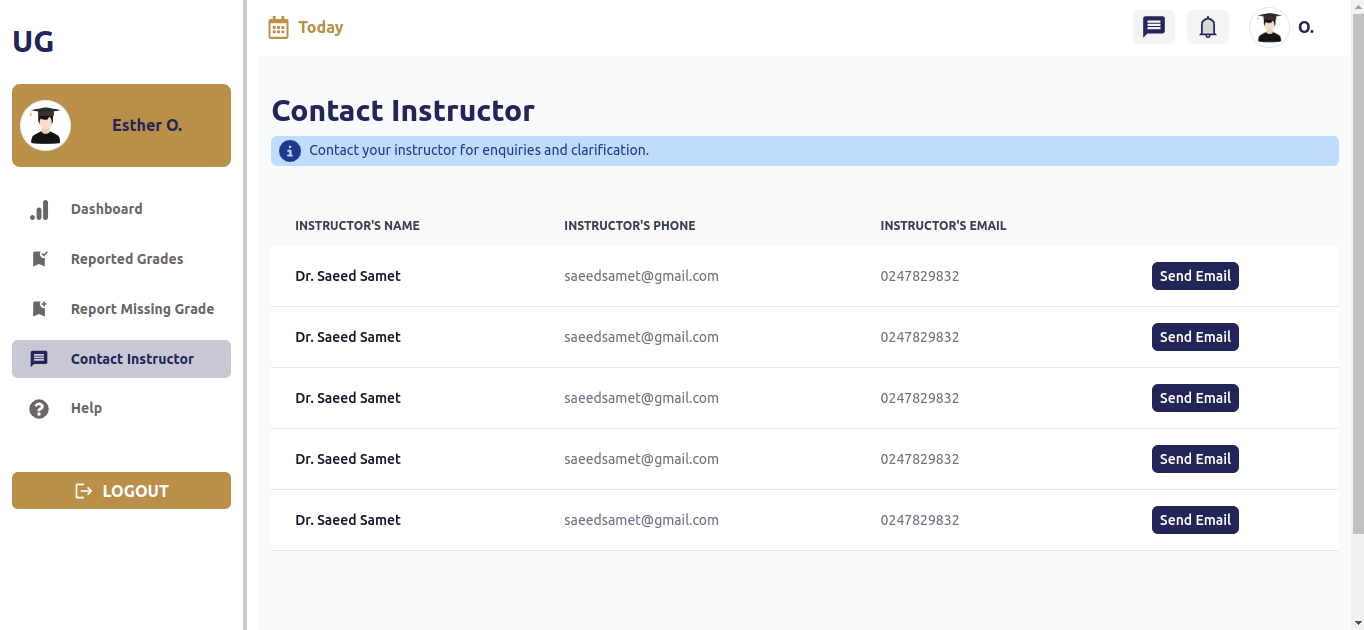 UG
Esther O.
Dashboard
Reported Grades
Report Missing Grade
Contact Instructor
Help
LOGOUT
Today
O.
Contact Instructor
Contact your instructor for enquiries and clarification.
INSTRUCTOR'S NAME INSTRUCTOR'S PHONE INSTRUCTOR'S EMAIL
Dr. Saeed Samet saeedsamet@gmail.com 0247829832 Send Email
Dr. Saeed Samet saeedsamet@gmail.com 0247829832 Send Email
Dr. Saeed Samet saeedsamet@gmail.com 0247829832 Send Email
Dr. Saeed Samet saeedsamet@gmail.com 0247829832 Send Email
Dr. Saeed Samet saeedsamet@gmail.com 0247829832 Send Email